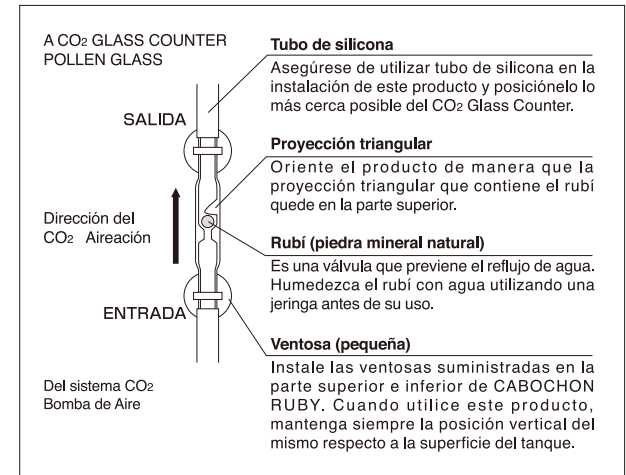 A CO2 GLASS COUNTER
POLLEN GLASS
SALIDA
Dirección del
CO2 Aireación
ENTRADA
Del sistema CO2
Bomba de Aire
Tubo de silicona
Asegúrese de utilizar tubo de silicona en la
instalación de este producto y posiciónelo lo
más cerca posible del CO2 Glass Counter.
Proyección triangular
Oriente el producto de manera que la
proyección triangular que contiene el rubí
quede en la parte superior.
Rubí (piedra mineral natural)
Es una válvula que previene el reflujo de agua.
Humedezca el rubí con agua utilizando una
jeringa antes de su uso.
Ventosa (pequeña)
Instale las ventosas suministradas en la
parte superior e inferior de CABOCHON
RUBY. Cuando utilice este producto,
mantenga siempre la posición vertical del
mismo respecto a la superficie del tanque.